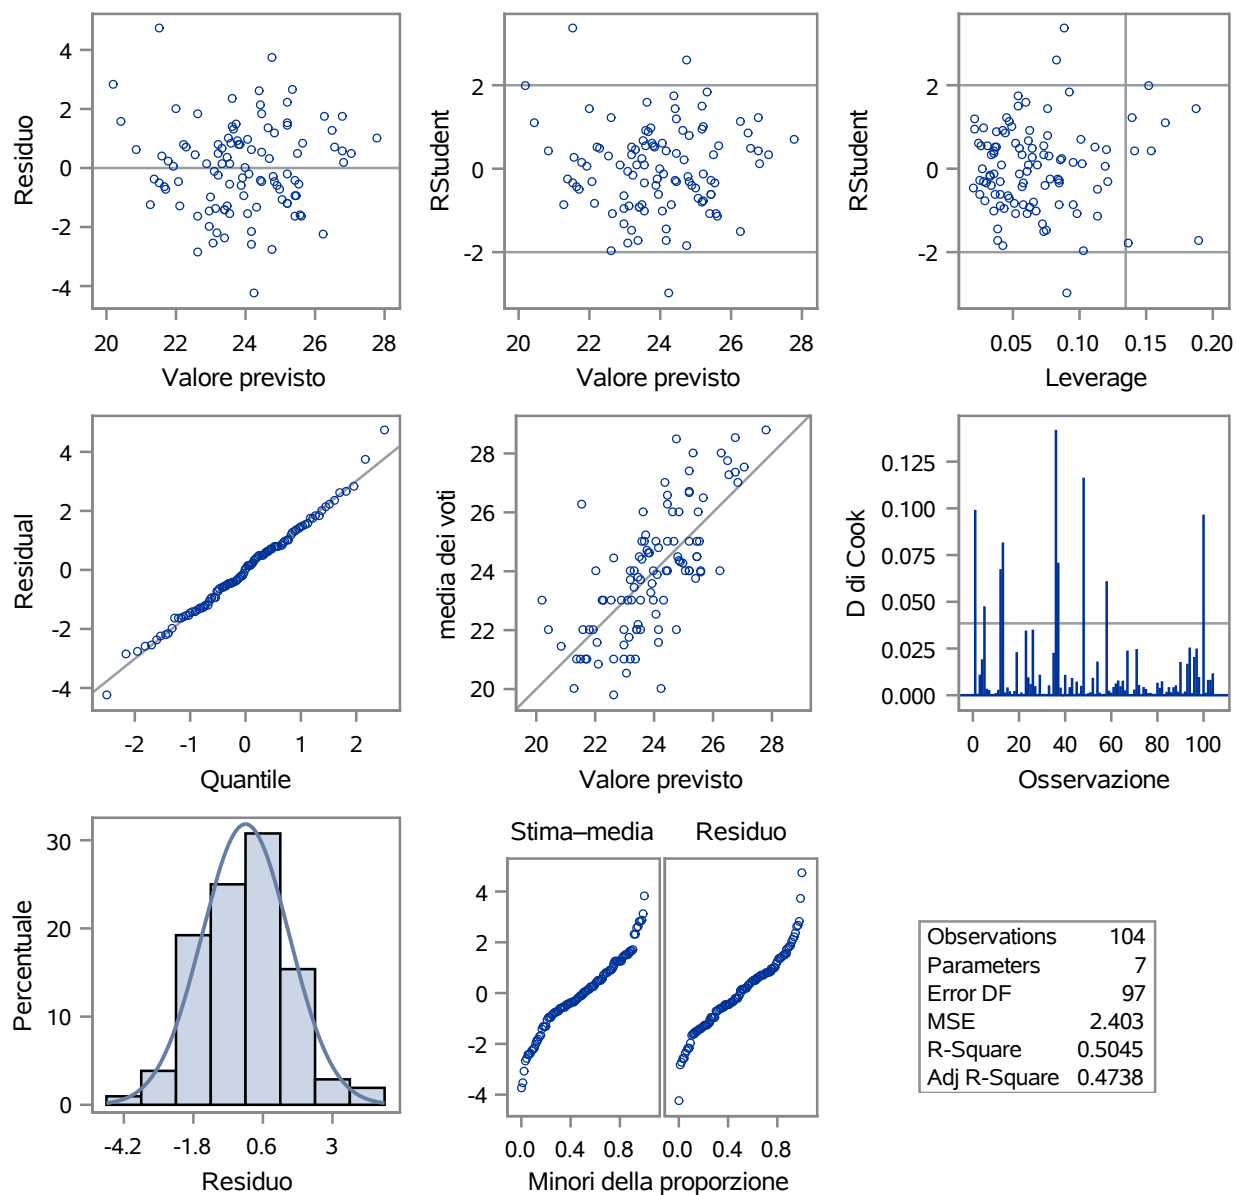 Residuo
4
2
0
-2
-4
20 22 24 26 28
Valore previsto
RStudent
2
0
-2
20 22 24 26 28
Valore previsto
RStudent
2
0
-2
0.05 0.10 0.15 0.20
Leverage
Residual
4
2
0
-2
-4
-2 -1 0 1 2
Quantile
media dei voti
28
26
24
22
20
20 22 24 26 28
Valore previsto
D di Cook
0.125
0.100
0.075
0.050
0.025
0.000
0 20 40 60 80 100
Osservazione
Percentuale
30
20
10
0
-4.2 -1.8 0.6 3
Residuo
Stima–media Residuo
4
2
0
-2
-4
0.0 0.4 0.8 0.0 0.4 0.8
Minori della proporzione
Observations 104
Parameters 7
Error DF 97
MSE 2.403
R-Square 0.5045
Adj R-Square 0.4738